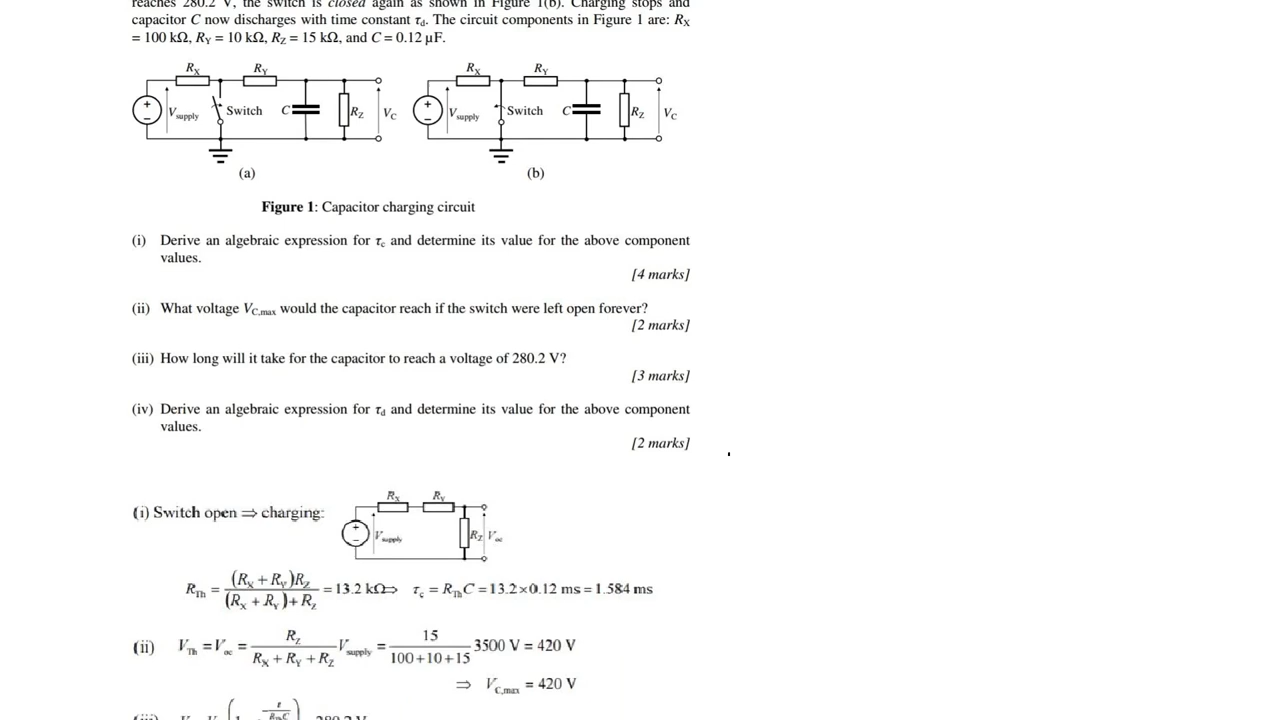 reaches 280.2 V, the switch is closed again as shown in Figure 1(b). Charging stops and
capacitor C now discharges with time constant τd. The circuit components in Figure 1 are: RX
= 100 kΩ, RY = 10 kΩ, RZ = 15 kΩ, and C = 0.12 μF.
RX RY RX RY
+ − Vsupply Switch C RZ VC + − Vsupply Switch C RZ VC
(a) (b)
Figure 1: Capacitor charging circuit
(i) Derive an algebraic expression for τc and determine its value for the above component
values.
[4 marks]
(ii) What voltage VC,max would the capacitor reach if the switch were left open forever?
[2 marks]
(iii) How long will it take for the capacitor to reach a voltage of 280.2 V?
[3 marks]
(iv) Derive an algebraic expression for τd and determine its value for the above component
values.
[2 marks]
RX RY
(i) Switch open ⇒ charging:
+ − Vsupply RZ Voc
RTh = (RX + RY)RZ / (RX + RY) + RZ = 13.2 kΩ ⇒ τc = RThC = 13.2×0.12 ms = 1.584 ms
(ii) VTh = Voc = RZ / RX + RY + RZ Vsupply = 15 / 100+10+15 3500 V = 420 V
⇒ VC,max = 420 V